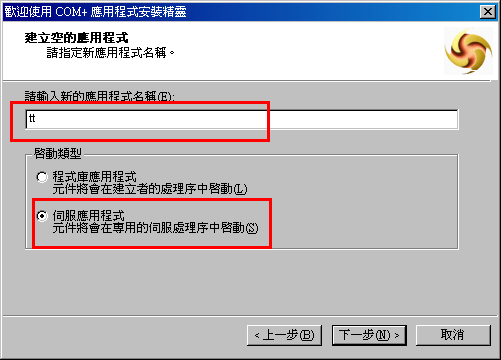 歡迎使用 COM+ 應用程式安裝精靈
建立空的應用程式
請指定新應用程式名稱。
請輸入新的應用程式名稱(E):
tt
啓動類型
程式庫應用程式
元件將會在建立者的處理序中啓動(L)
伺服應用程式
元件將會在專用的伺服處理序中啓動(S)
< 上一步(B)
下一步(N) >
取消